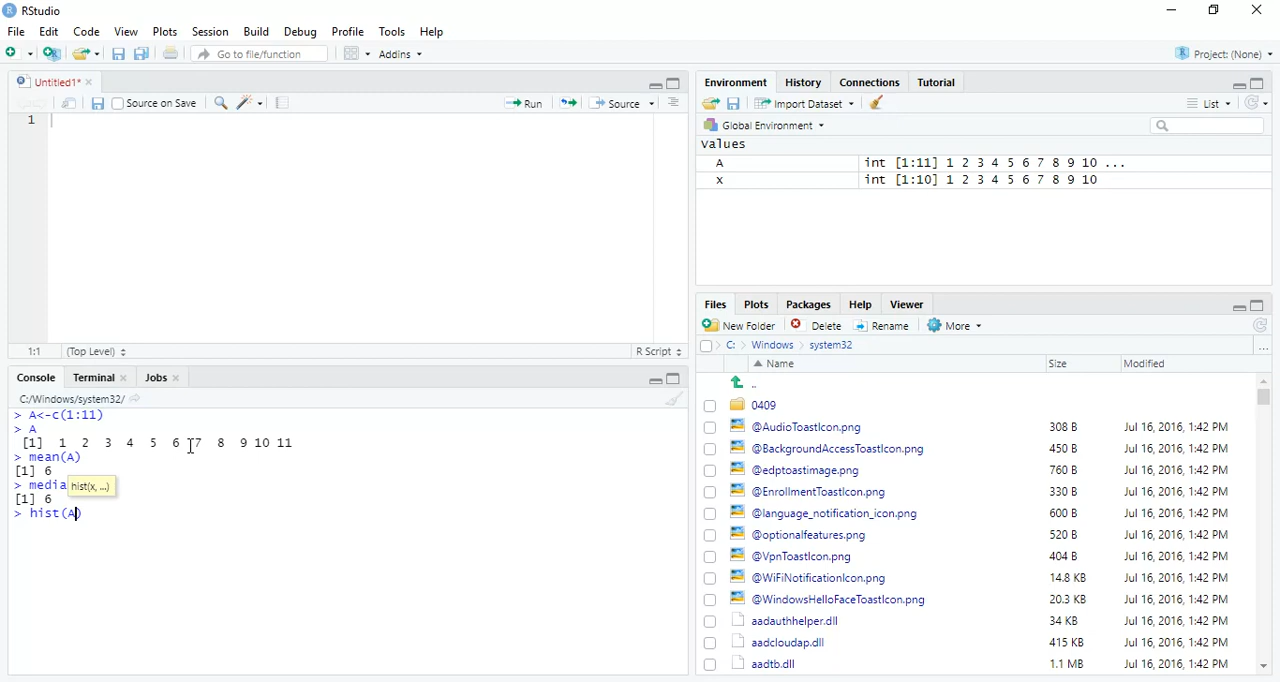 RStudio
File Edit Code View Plots Session Build Debug Profile Tools Help
Go to file/function Addins Project: (None)
Untitled1*
Source on Save Run Source
1
1:1 (Top Level) R Script
Console Terminal Jobs
C:/Windows/system32/
> A<-c(1:11)
> A
[1] 1 2 3 4 5 6 7 8 9 10 11
> mean(A)
[1] 6
> media
hist(x, ...)
[1] 6
> hist(A)
Environment History Connections Tutorial
Import Dataset List
Global Environment
Values
A int [1:11] 1 2 3 4 5 6 7 8 9 10 ...
x int [1:10] 1 2 3 4 5 6 7 8 9 10
Files Plots Packages Help Viewer
New Folder Delete Rename More
C: > Windows > system32 ...
Name Size Modified
..
0409
@AudioToastIcon.png 308 B Jul 16, 2016, 1:42 PM
@BackgroundAccessToastIcon.png 450 B Jul 16, 2016, 1:42 PM
@edptoastimage.png 760 B Jul 16, 2016, 1:42 PM
@EnrollmentToastIcon.png 330 B Jul 16, 2016, 1:42 PM
@language_notification_icon.png 600 B Jul 16, 2016, 1:42 PM
@optionalfeatures.png 520 B Jul 16, 2016, 1:42 PM
@VpnToastIcon.png 404 B Jul 16, 2016, 1:42 PM
@WiFiNotificationIcon.png 14.8 KB Jul 16, 2016, 1:42 PM
@WindowsHelloFaceToastIcon.png 20.3 KB Jul 16, 2016, 1:42 PM
aadauthhelper.dll 34 KB Jul 16, 2016, 1:42 PM
aadcloudap.dll 415 KB Jul 16, 2016, 1:42 PM
aadtb.dll 1.1 MB Jul 16, 2016, 1:42 PM